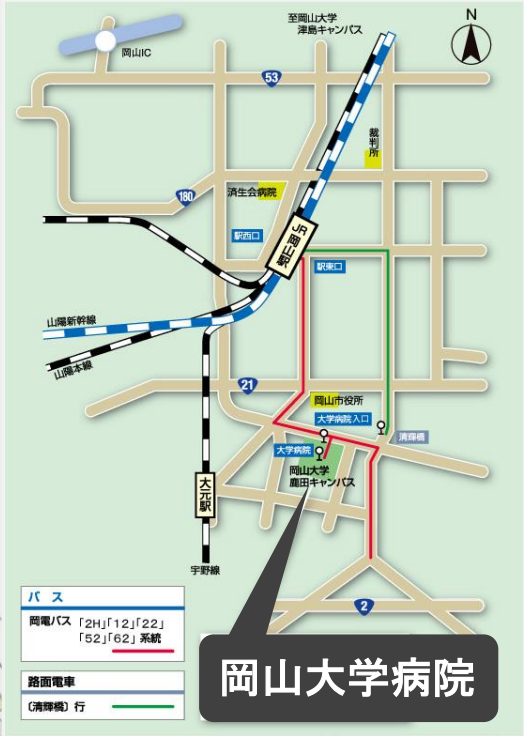 至岡山大学
津島キャンパス
N
岡山IC
53
裁判所
180
済生会病院
駅西口
JR岡山駅
駅東口
山陽新幹線
山陽本線
21
岡山市役所
大学病院入口
清輝橋
大学病院
岡山大学
鹿田キャンパス
大元駅
宇野線
2
バス
岡電バス 「2H」「12」「22」
「52」「62」 系統
路面電車
〔清輝橋〕行
岡山大学病院